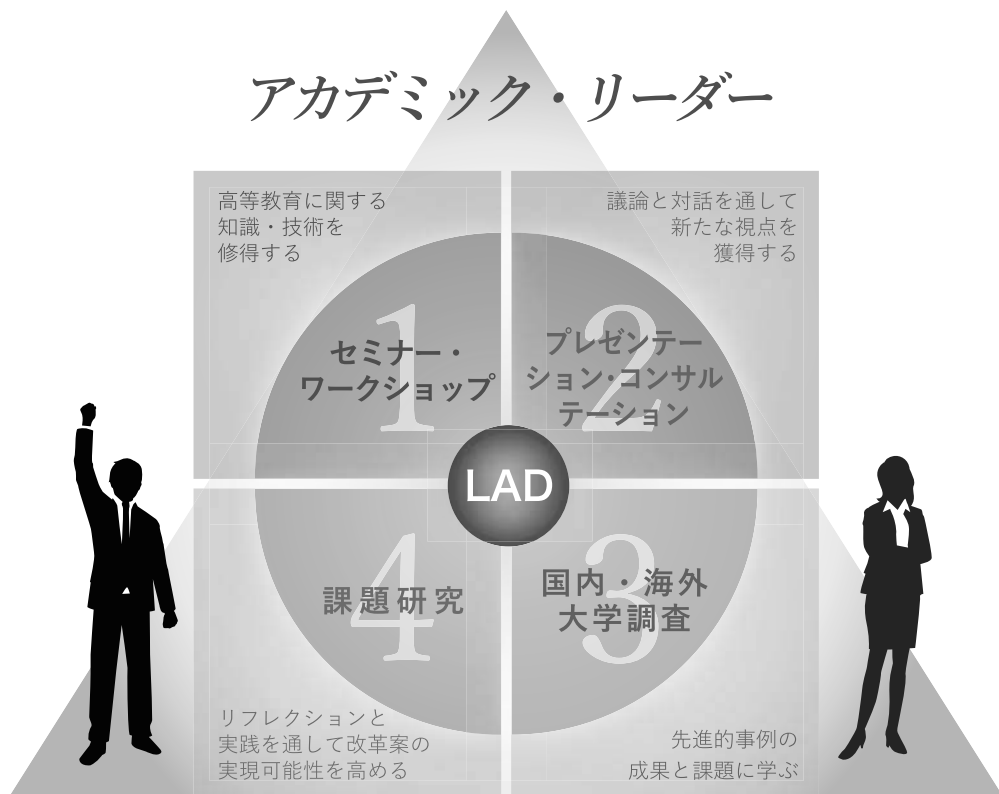 アカデミック・リーダー
高等教育に関する
知識・技術を
修得する
議論と対話を通して
新たな視点を
獲得する
1
セミナー・
ワークショップ
2
プレゼンテー
ション・コンサル
テーション
LAD
4
課題研究
3
国内・海外
大学調査
リフレクションと
実践を通して改革案の
実現可能性を高める
先進的事例の
成果と課題に学ぶ